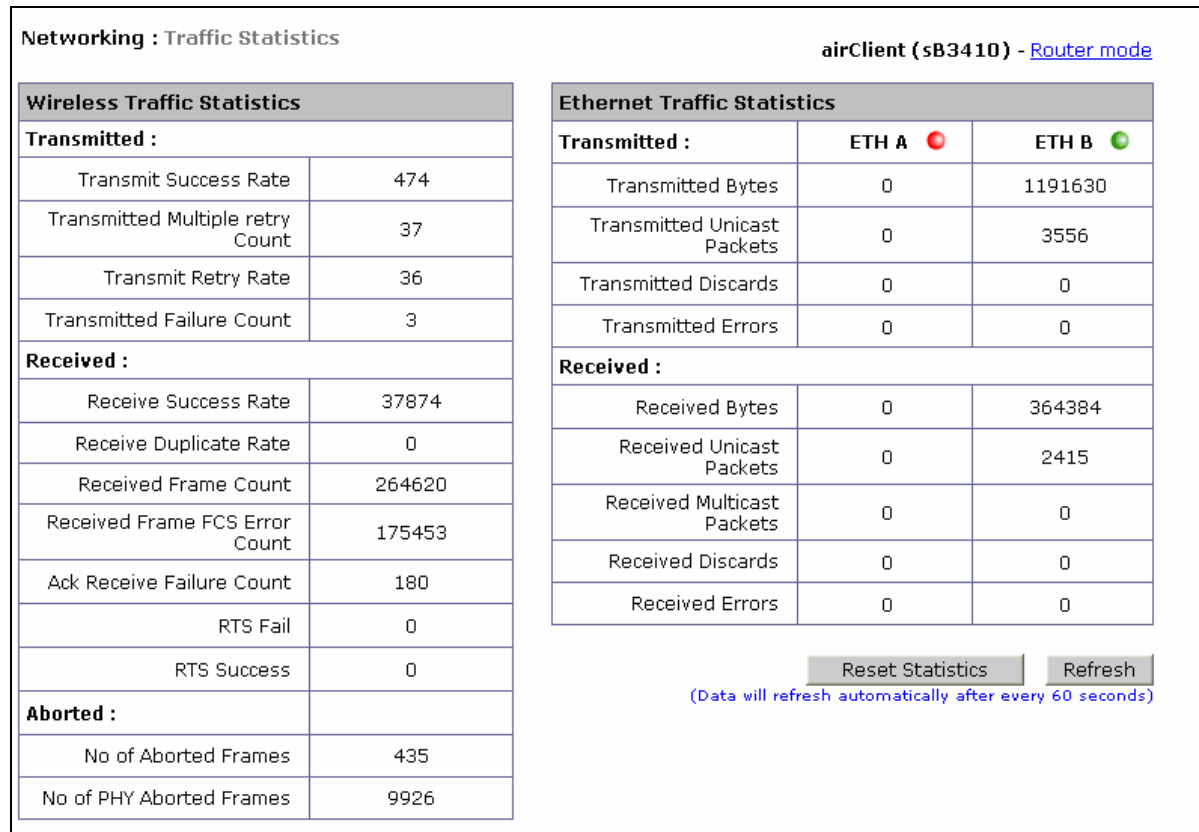 Networking : Traffic Statistics
airClient (sB3410) - Router mode
Wireless Traffic Statistics
Transmitted :
Transmit Success Rate 474
Transmitted Multiple retry
Count 37
Transmit Retry Rate 36
Transmitted Failure Count 3
Received :
Receive Success Rate 37874
Receive Duplicate Rate 0
Received Frame Count 264620
Received Frame FCS Error
Count 175453
Ack Receive Failure Count 180
RTS Fail 0
RTS Success 0
Aborted :
No of Aborted Frames 435
No of PHY Aborted Frames 9926
Ethernet Traffic Statistics
Transmitted : ETH A ETH B
Transmitted Bytes 0 1191630
Transmitted Unicast
Packets 0 3556
Transmitted Discards 0 0
Transmitted Errors 0 0
Received :
Received Bytes 0 364384
Received Unicast
Packets 0 2415
Received Multicast
Packets 0 0
Received Discards 0 0
Received Errors 0 0
Reset Statistics Refresh
(Data will refresh automatically after every 60 seconds)